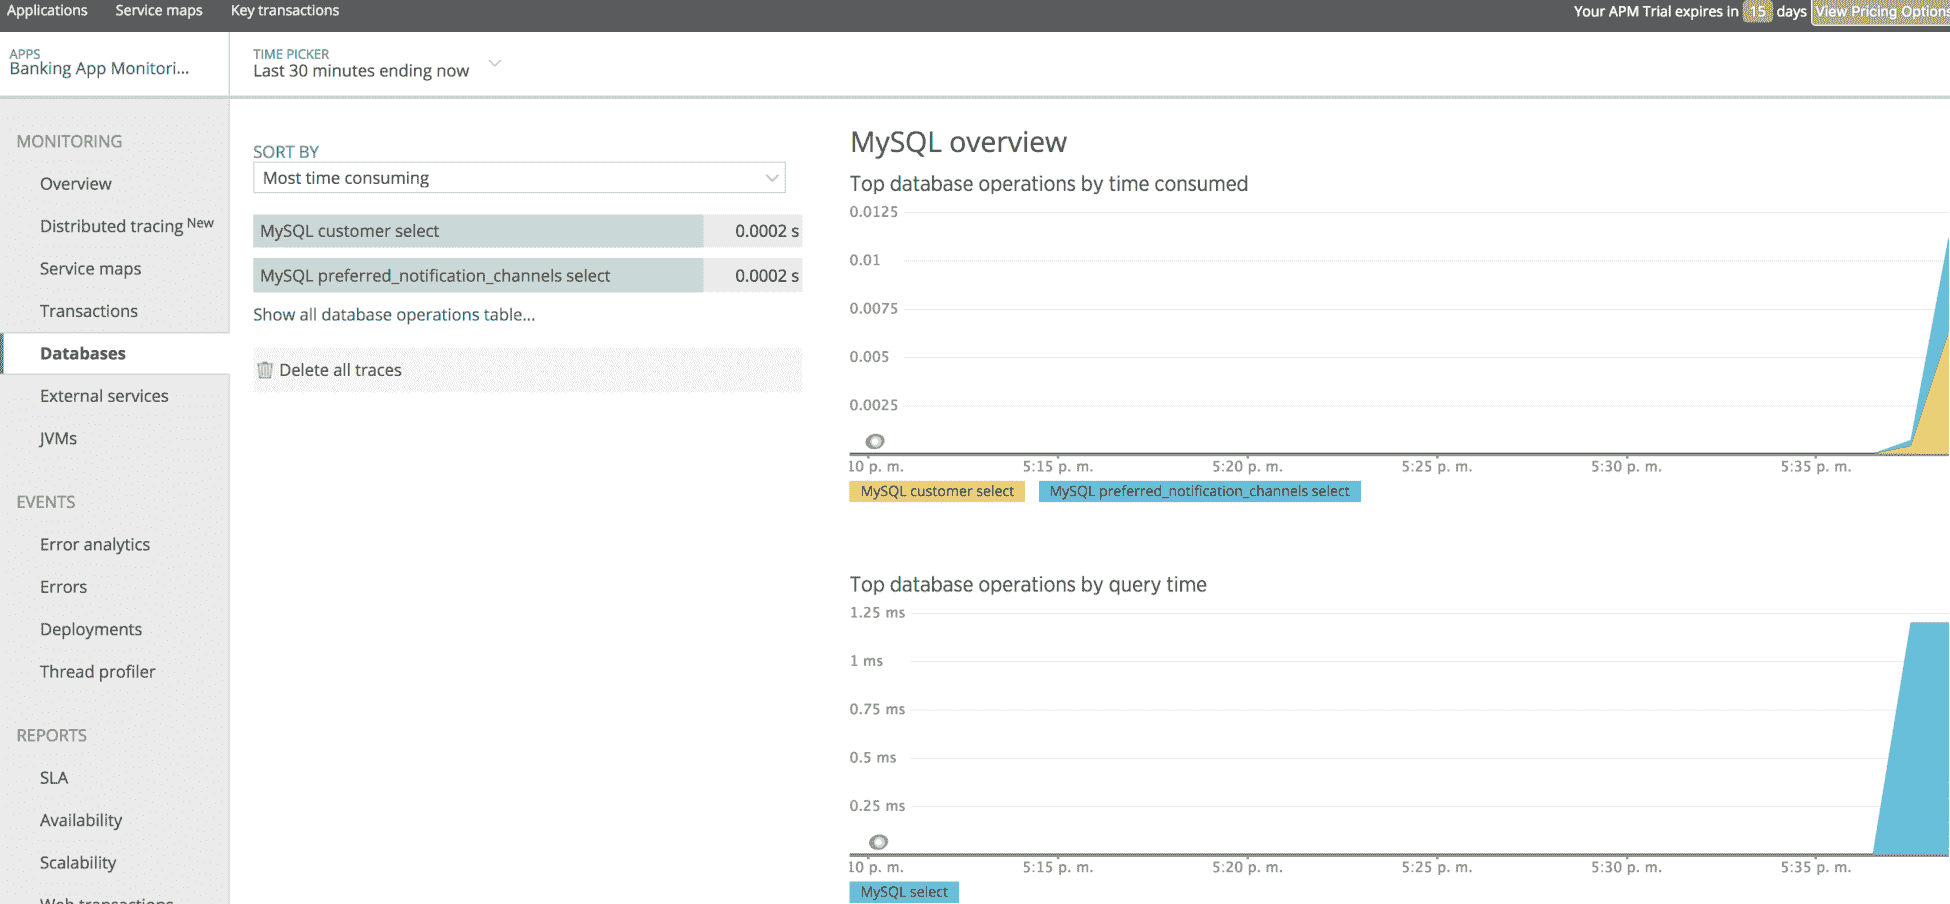 Applications Service maps Key transactions Your APM Trial expires in 15 days View Pricing Options
APPS
Banking App Monitori...
TIME PICKER
Last 30 minutes ending now
MONITORING
Overview
Distributed tracing New
Service maps
Transactions
Databases
External services
JVMs
EVENTS
Error analytics
Errors
Deployments
Thread profiler
REPORTS
SLA
Availability
Scalability
Web transactions
SORT BY
Most time consuming
MySQL customer select 0.0002 s
MySQL preferred_notification_channels select 0.0002 s
Show all database operations table...
Delete all traces
MySQL overview
Top database operations by time consumed
0.0125
0.01
0.0075
0.005
0.0025
10 p. m. 5:15 p. m. 5:20 p. m. 5:25 p. m. 5:30 p. m. 5:35 p. m.
MySQL customer select MySQL preferred_notification_channels select
Top database operations by query time
1.25 ms
1 ms
0.75 ms
0.5 ms
0.25 ms
10 p. m. 5:15 p. m. 5:20 p. m. 5:25 p. m. 5:30 p. m. 5:35 p. m.
MySQL select